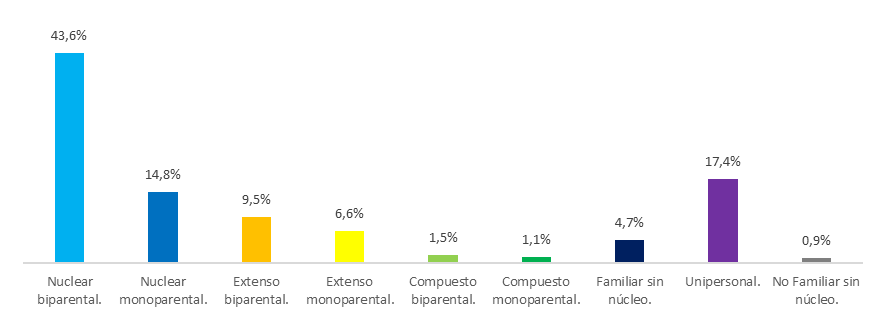 43,6%
14,8%
9,5%
6,6%
1,5%
1,1%
4,7%
17,4%
0,9%
Nuclear
biparental.
Nuclear
monoparental.
Extenso
biparental.
Extenso
monoparental.
Compuesto
biparental.
Compuesto
monoparental.
Familiar sin
núcleo.
Unipersonal.
No Familiar sin
núcleo.